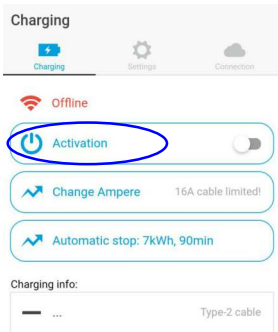 Charging
Charging Settings Connection
Offline
Activation
Change Ampere 16A cable limited!
Automatic stop: 7kWh, 90min
Charging info:
... Type-2 cable